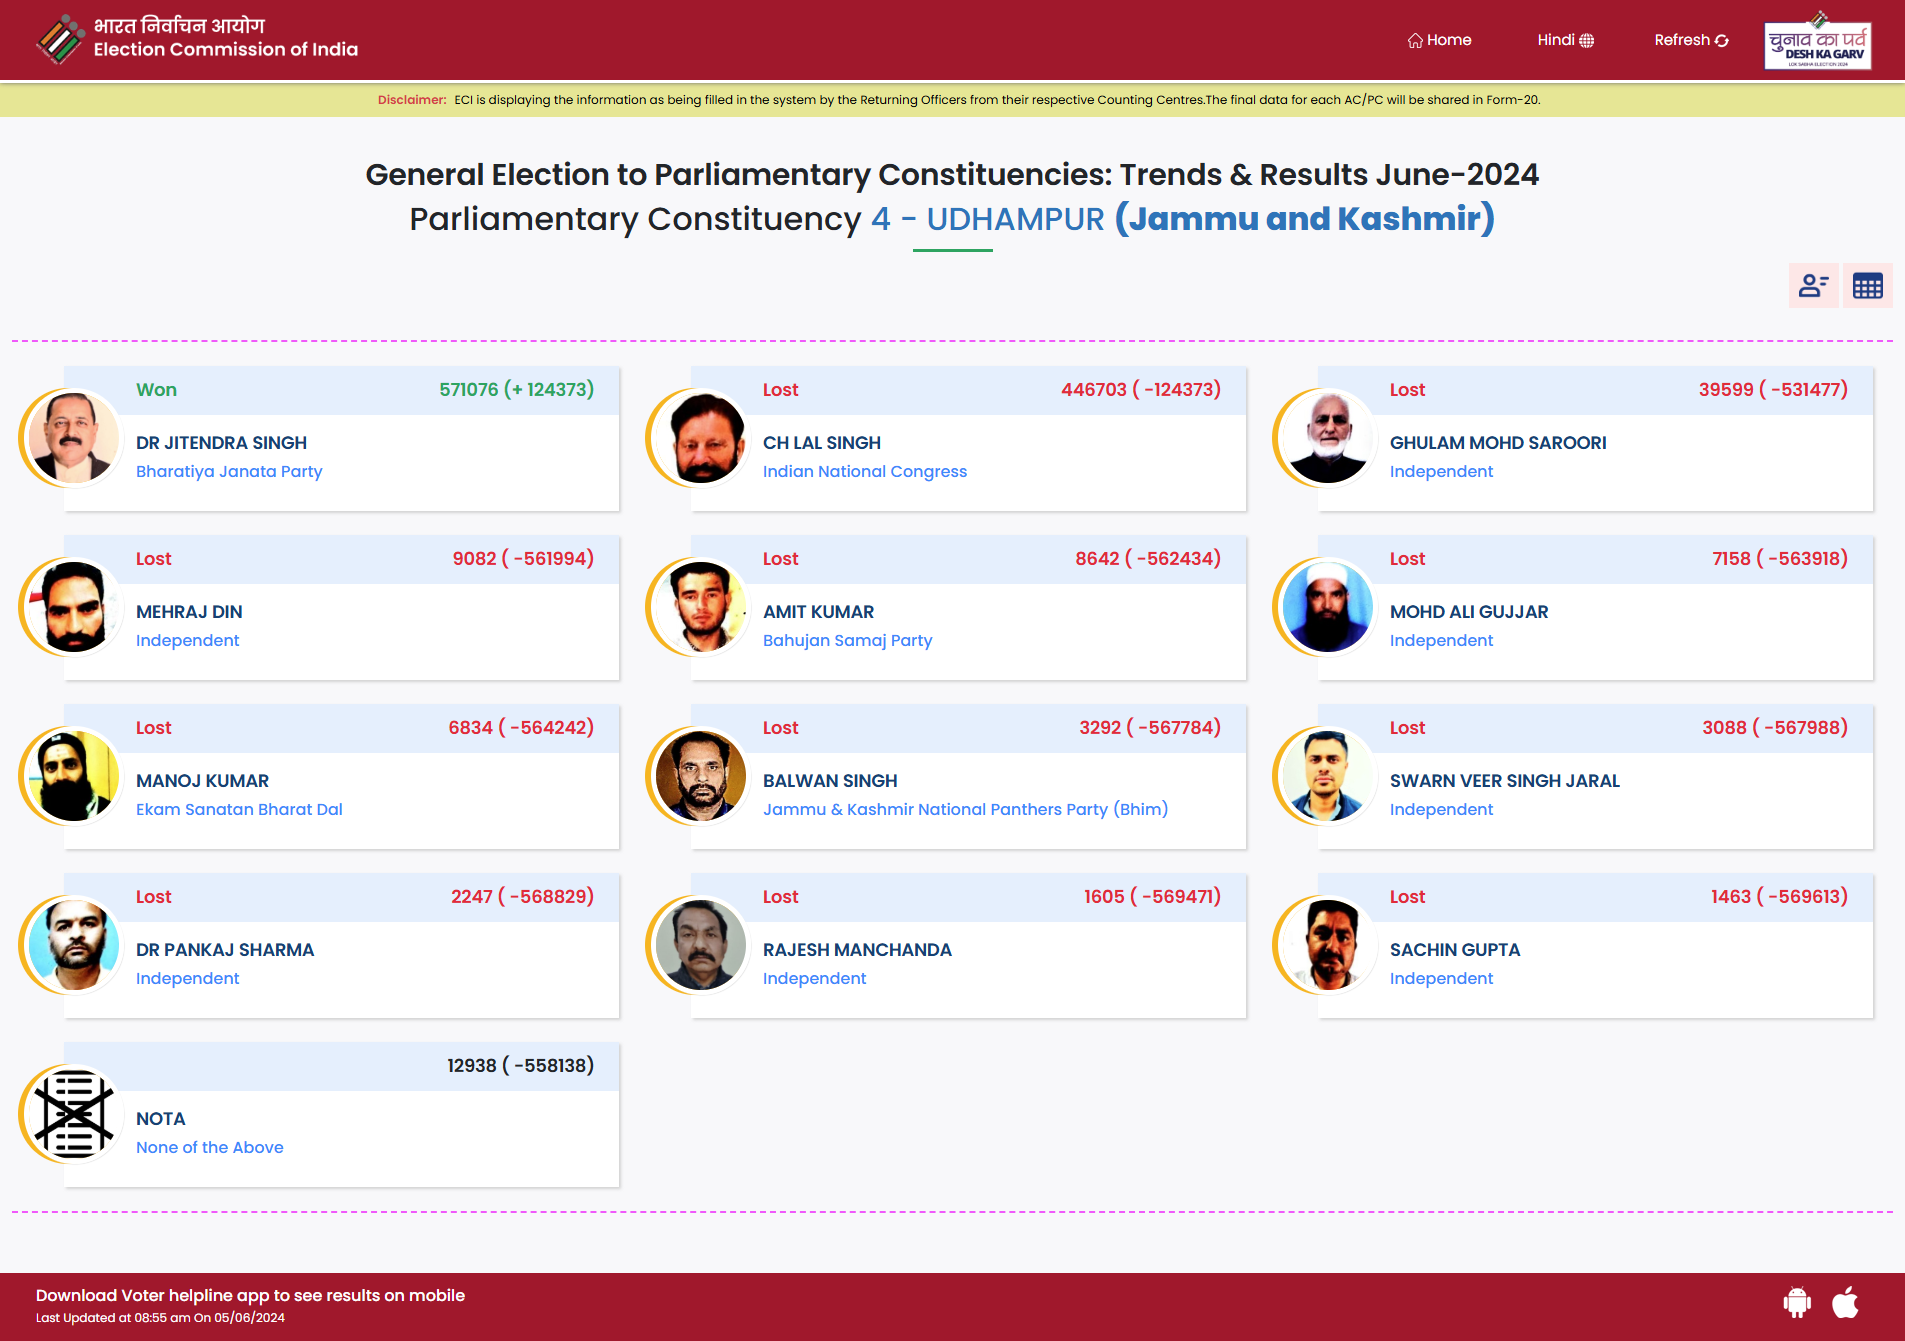 भारत निर्वाचन आयोग
Election Commission of India
Home
Hindi
Refresh
चुनाव का पर्व
DESH KA GARV
LOK SABHA ELECTION 2024
Disclaimer: ECI is displaying the information as being filled in the system by the Returning Officers from their respective Counting Centres.The final data for each AC/PC will be shared in Form-20.
General Election to Parliamentary Constituencies: Trends & Results June-2024
Parliamentary Constituency 4 - UDHAMPUR (Jammu and Kashmir)
Won 571076 (+ 124373)
DR JITENDRA SINGH
Bharatiya Janata Party
Lost 446703 ( -124373)
CH LAL SINGH
Indian National Congress
Lost 39599 ( -531477)
GHULAM MOHD SAROORI
Independent
Lost 9082 ( -561994)
MEHRAJ DIN
Independent
Lost 8642 ( -562434)
AMIT KUMAR
Bahujan Samaj Party
Lost 7158 ( -563918)
MOHD ALI GUJJAR
Independent
Lost 6834 ( -564242)
MANOJ KUMAR
Ekam Sanatan Bharat Dal
Lost 3292 ( -567784)
BALWAN SINGH
Jammu & Kashmir National Panthers Party (Bhim)
Lost 3088 ( -567988)
SWARN VEER SINGH JARAL
Independent
Lost 2247 ( -568829)
DR PANKAJ SHARMA
Independent
Lost 1605 ( -569471)
RAJESH MANCHANDA
Independent
Lost 1463 ( -569613)
SACHIN GUPTA
Independent
12938 ( -558138)
NOTA
None of the Above
Download Voter helpline app to see results on mobile
Last Updated at 08:55 am On 05/06/2024